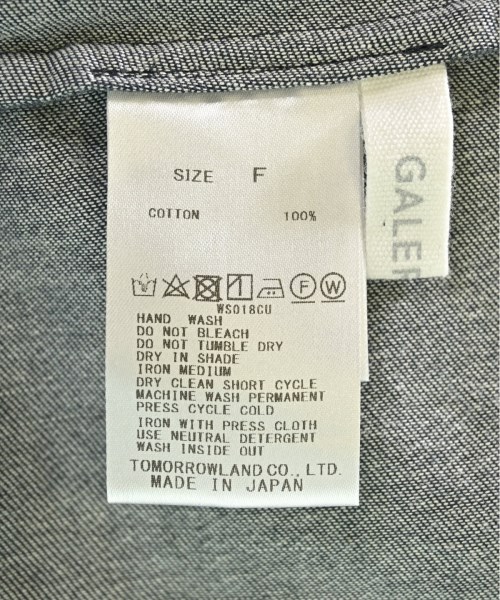 SIZE F
COTTON 100%
F W
WS018CU
HAND WASH
DO NOT BLEACH
DO NOT TUMBLE DRY
DRY IN SHADE
IRON MEDIUM
DRY CLEAN SHORT CYCLE
MACHINE WASH PERMANENT
PRESS CYCLE COLD
IRON WITH PRESS CLOTH
USE NEUTRAL DETERGENT
WASH INSIDE OUT
TOMORROWLAND CO., LTD.
MADE IN JAPAN
GALER